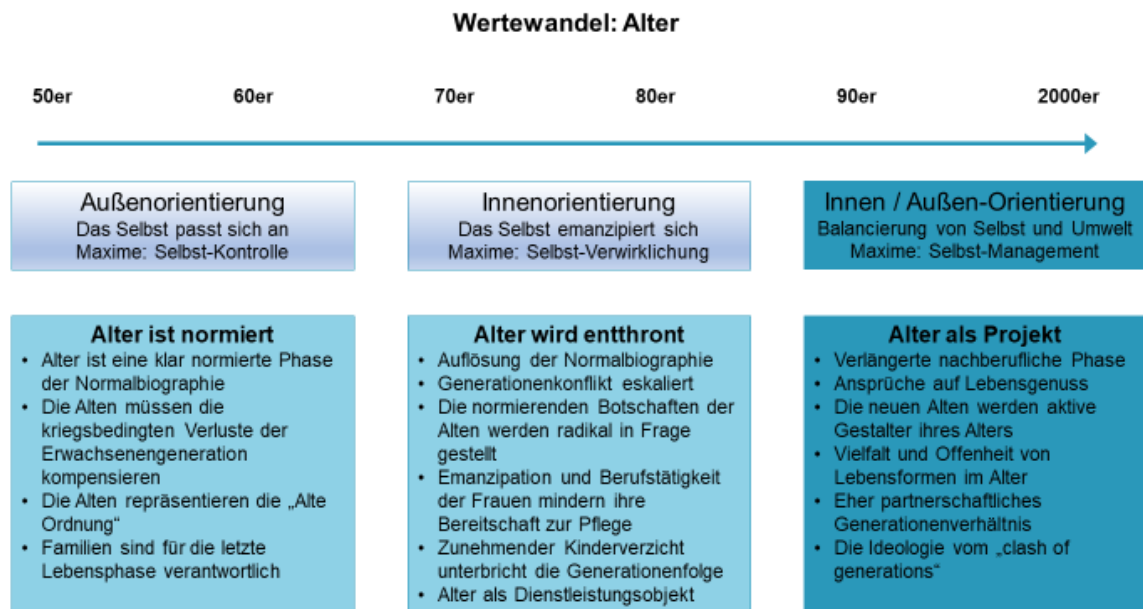 Wertewandel: Alter
50er 60er 70er 80er 90er 2000er
Außenorientierung
Das Selbst passt sich an
Maxime: Selbst-Kontrolle
Innenorientierung
Das Selbst emanzipiert sich
Maxime: Selbst-Verwirklichung
Innen / Außen-Orientierung
Balancierung von Selbst und Umwelt
Maxime: Selbst-Management
Alter ist normiert
• Alter ist eine klar normierte Phase
der Normalbiographie
• Die Alten müssen die
kriegsbedingten Verluste der
Erwachsenengeneration
kompensieren
• Die Alten repräsentieren die „Alte
Ordnung“
• Familien sind für die letzte
Lebensphase verantwortlich
Alter wird entthront
• Auflösung der Normalbiographie
• Generationenkonflikt eskaliert
• Die normierenden Botschaften der
Alten werden radikal in Frage
gestellt
• Emanzipation und Berufstätigkeit
der Frauen mindern ihre
Bereitschaft zur Pflege
• Zunehmender Kinderverzicht
unterbricht die Generationenfolge
• Alter als Dienstleistungsobjekt
Alter als Projekt
• Verlängerte nachberufliche Phase
• Ansprüche auf Lebensgenuss
• Die neuen Alten werden aktive
Gestalter ihres Alters
• Vielfalt und Offenheit von
Lebensformen im Alter
• Eher partnerschaftliches
Generationenverhältnis
• Die Ideologie vom „clash of
generations“